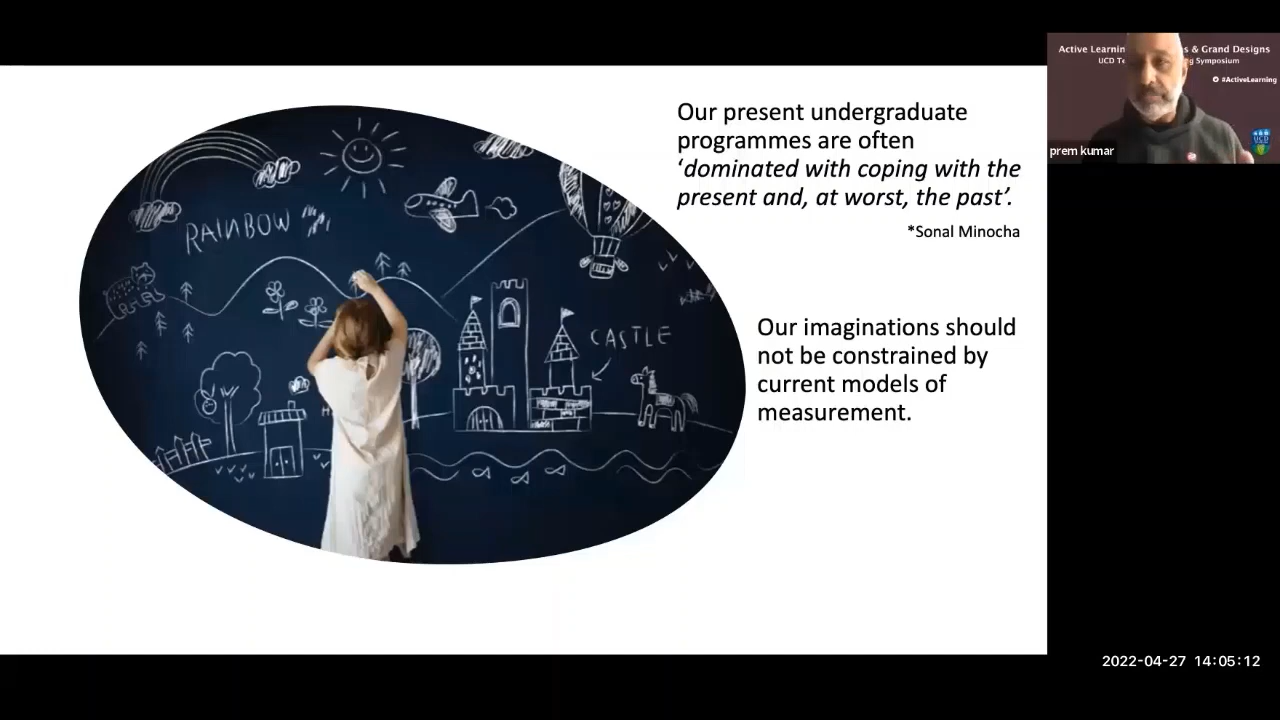 Our present undergraduate
programmes are often
‘dominated with coping with the
present and, at worst, the past’.
*Sonal Minocha
Our imaginations should
not be constrained by
current models of
measurement.
RAINBOW
CASTLE
Active Learnin s & Grand Designs
UCD Te g Symposium
#ActiveLearning
UCD
prem kumar
2022-04-27 14:05:12